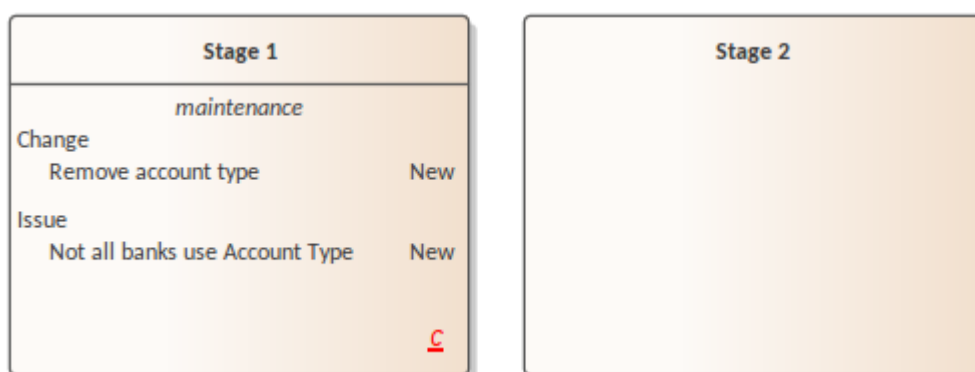 Stage 1
maintenance
Change
Remove account type New
Issue
Not all banks use Account Type New
C
Stage 2